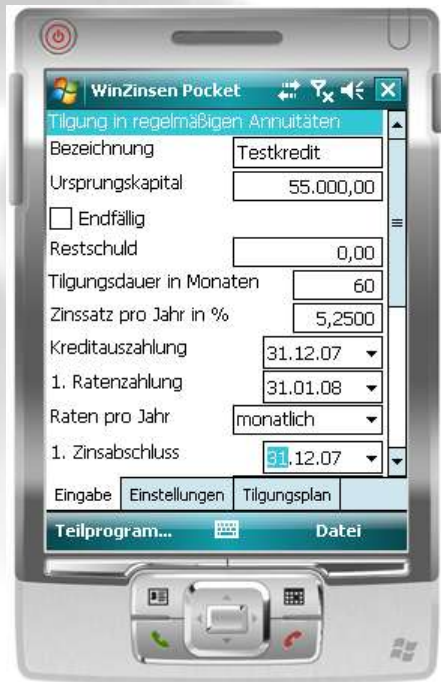 WinZinsen Pocket
Tilgung in regelmäßigen Annuitäten
Bezeichnung Testkredit
Ursprungskapital 55.000,00
Endfällig
Restschuld 0,00
Tilgungsdauer in Monaten 60
Zinssatz pro Jahr in % 5,2500
Kreditauszahlung 31.12.07
1. Ratenzahlung 31.01.08
Raten pro Jahr monatlich
1. Zinsabschluss 31.12.07
Eingabe Einstellungen Tilgungsplan
Teilprogram... Datei